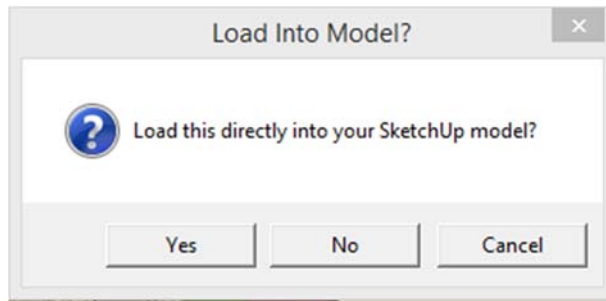 Load Into Model?
Load this directly into your SketchUp model?
Yes No Cancel